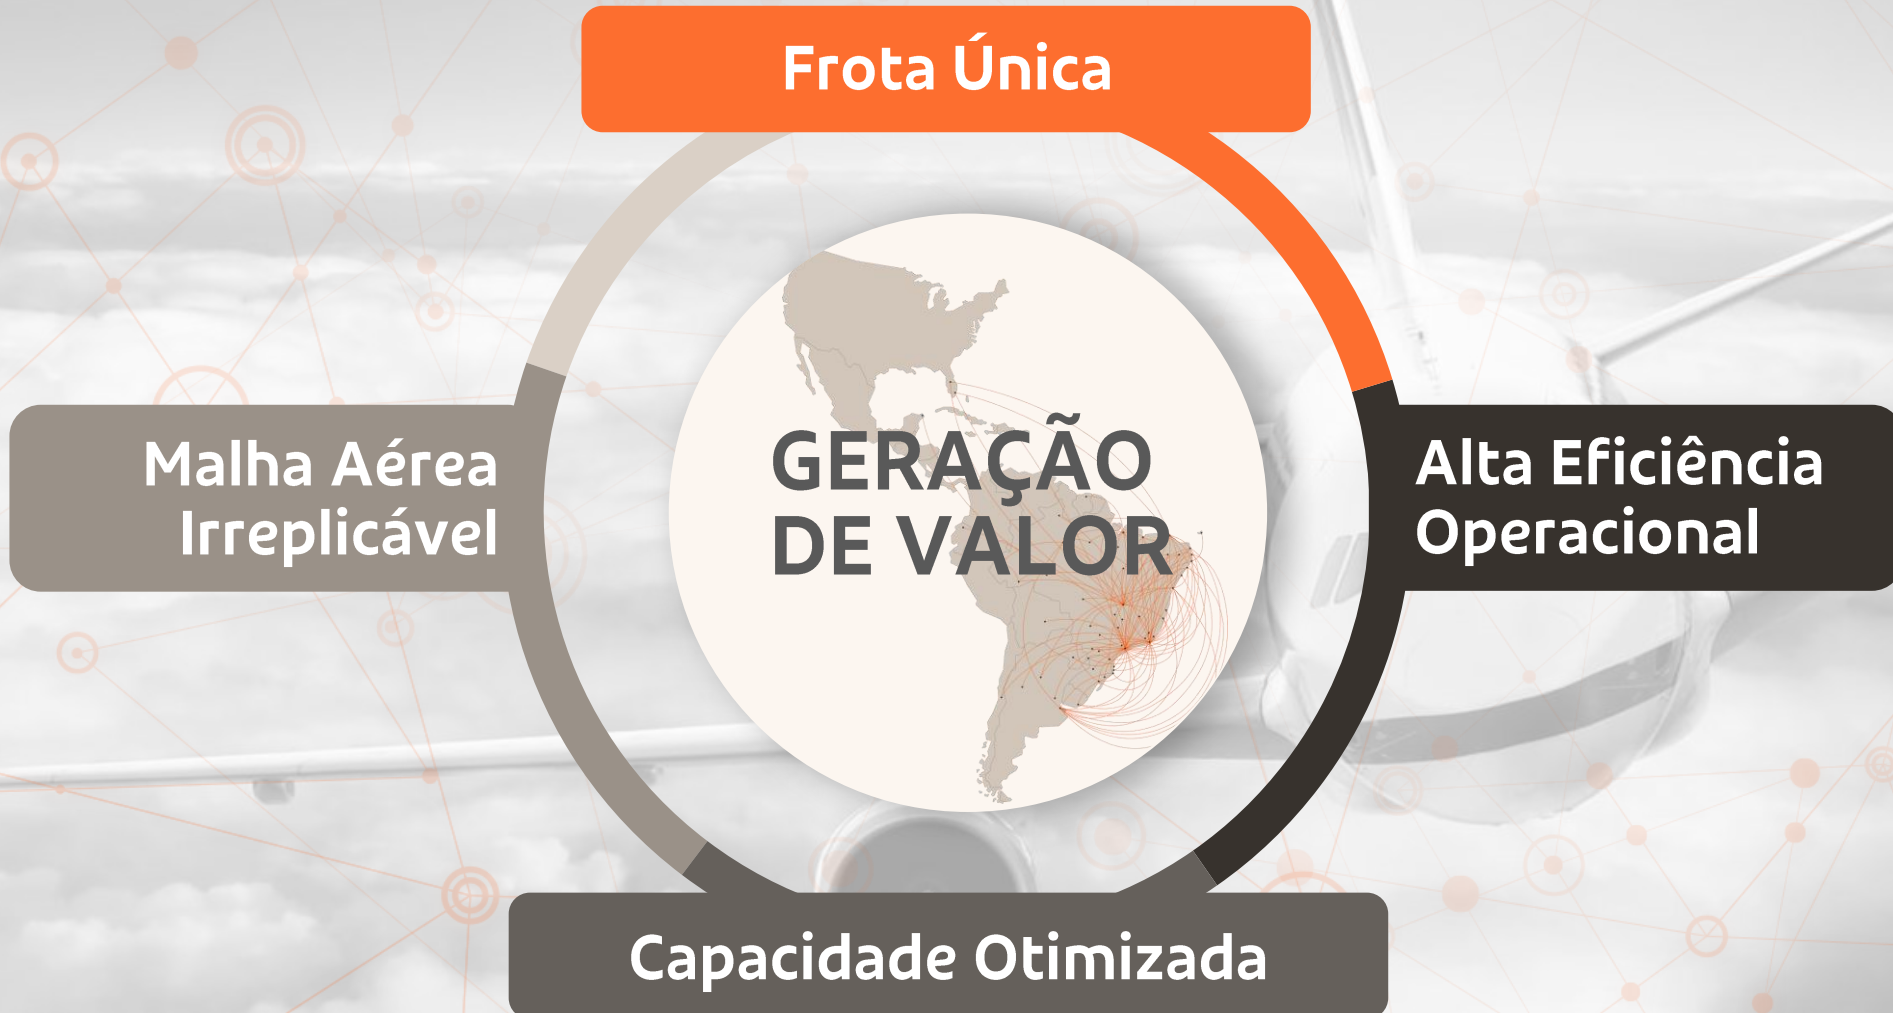 Frota Única
Malha Aérea
Irreplicável
GERAÇÃO
DE VALOR
Alta Eficiência
Operacional
Capacidade Otimizada